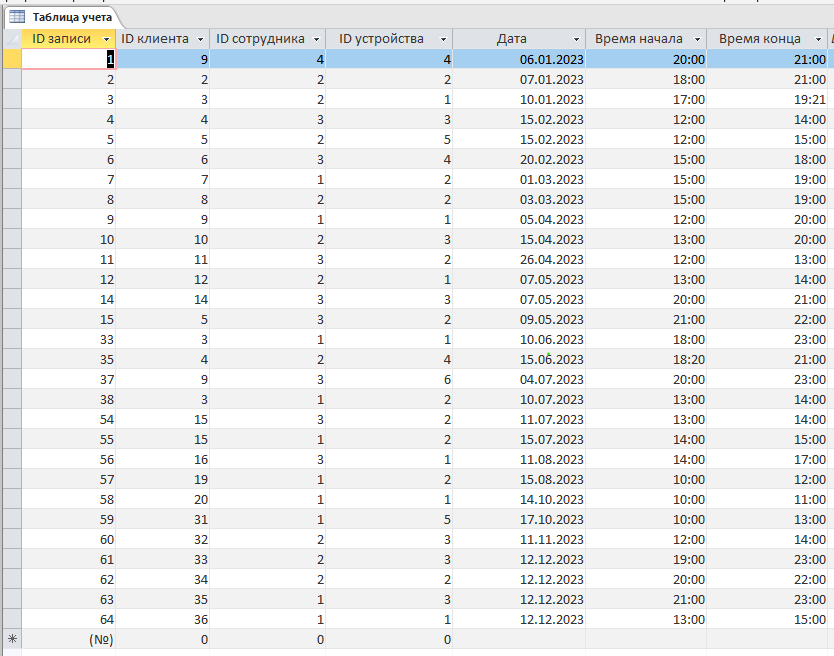 Таблица учета
ID записи ID клиента ID сотрудника ID устройства Дата Время начала Время конца
1 9 4 4 06.01.2023 20:00 21:00
2 2 2 2 07.01.2023 18:00 21:00
3 3 2 1 10.01.2023 17:00 19:21
4 4 3 3 15.02.2023 12:00 14:00
5 5 2 5 15.02.2023 12:00 15:00
6 6 3 4 20.02.2023 15:00 18:00
7 7 1 2 01.03.2023 15:00 19:00
8 8 2 2 03.03.2023 15:00 19:00
9 9 1 1 05.04.2023 12:00 20:00
10 10 2 3 15.04.2023 13:00 20:00
11 11 3 2 26.04.2023 12:00 13:00
12 12 2 1 07.05.2023 13:00 14:00
14 14 3 3 07.05.2023 20:00 21:00
15 5 3 2 09.05.2023 21:00 22:00
33 3 1 1 10.06.2023 18:00 23:00
35 4 2 4 15.06.2023 18:20 21:00
37 9 3 6 04.07.2023 20:00 23:00
38 3 1 2 10.07.2023 13:00 14:00
54 15 3 2 11.07.2023 13:00 14:00
55 15 1 2 15.07.2023 14:00 15:00
56 16 3 1 11.08.2023 14:00 17:00
57 19 1 2 15.08.2023 10:00 12:00
58 20 1 1 14.10.2023 10:00 11:00
59 31 1 5 17.10.2023 10:00 13:00
60 32 2 3 11.11.2023 12:00 14:00
61 33 2 3 12.12.2023 19:00 23:00
62 34 2 2 12.12.2023 20:00 22:00
63 35 1 3 12.12.2023 21:00 23:00
64 36 1 1 12.12.2023 13:00 15:00
(№) 0 0 0